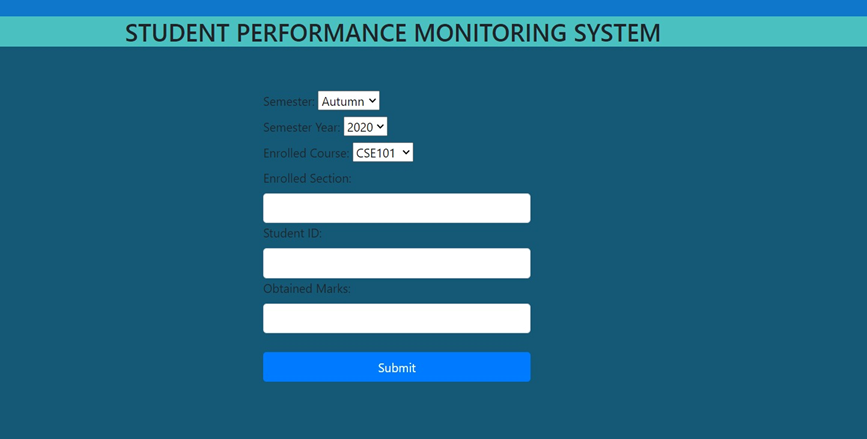 STUDENT PERFORMANCE MONITORING SYSTEM
Semester: Autumn
Semester Year: 2020
Enrolled Course: CSE101
Enrolled Section:
Student ID:
Obtained Marks:
Submit